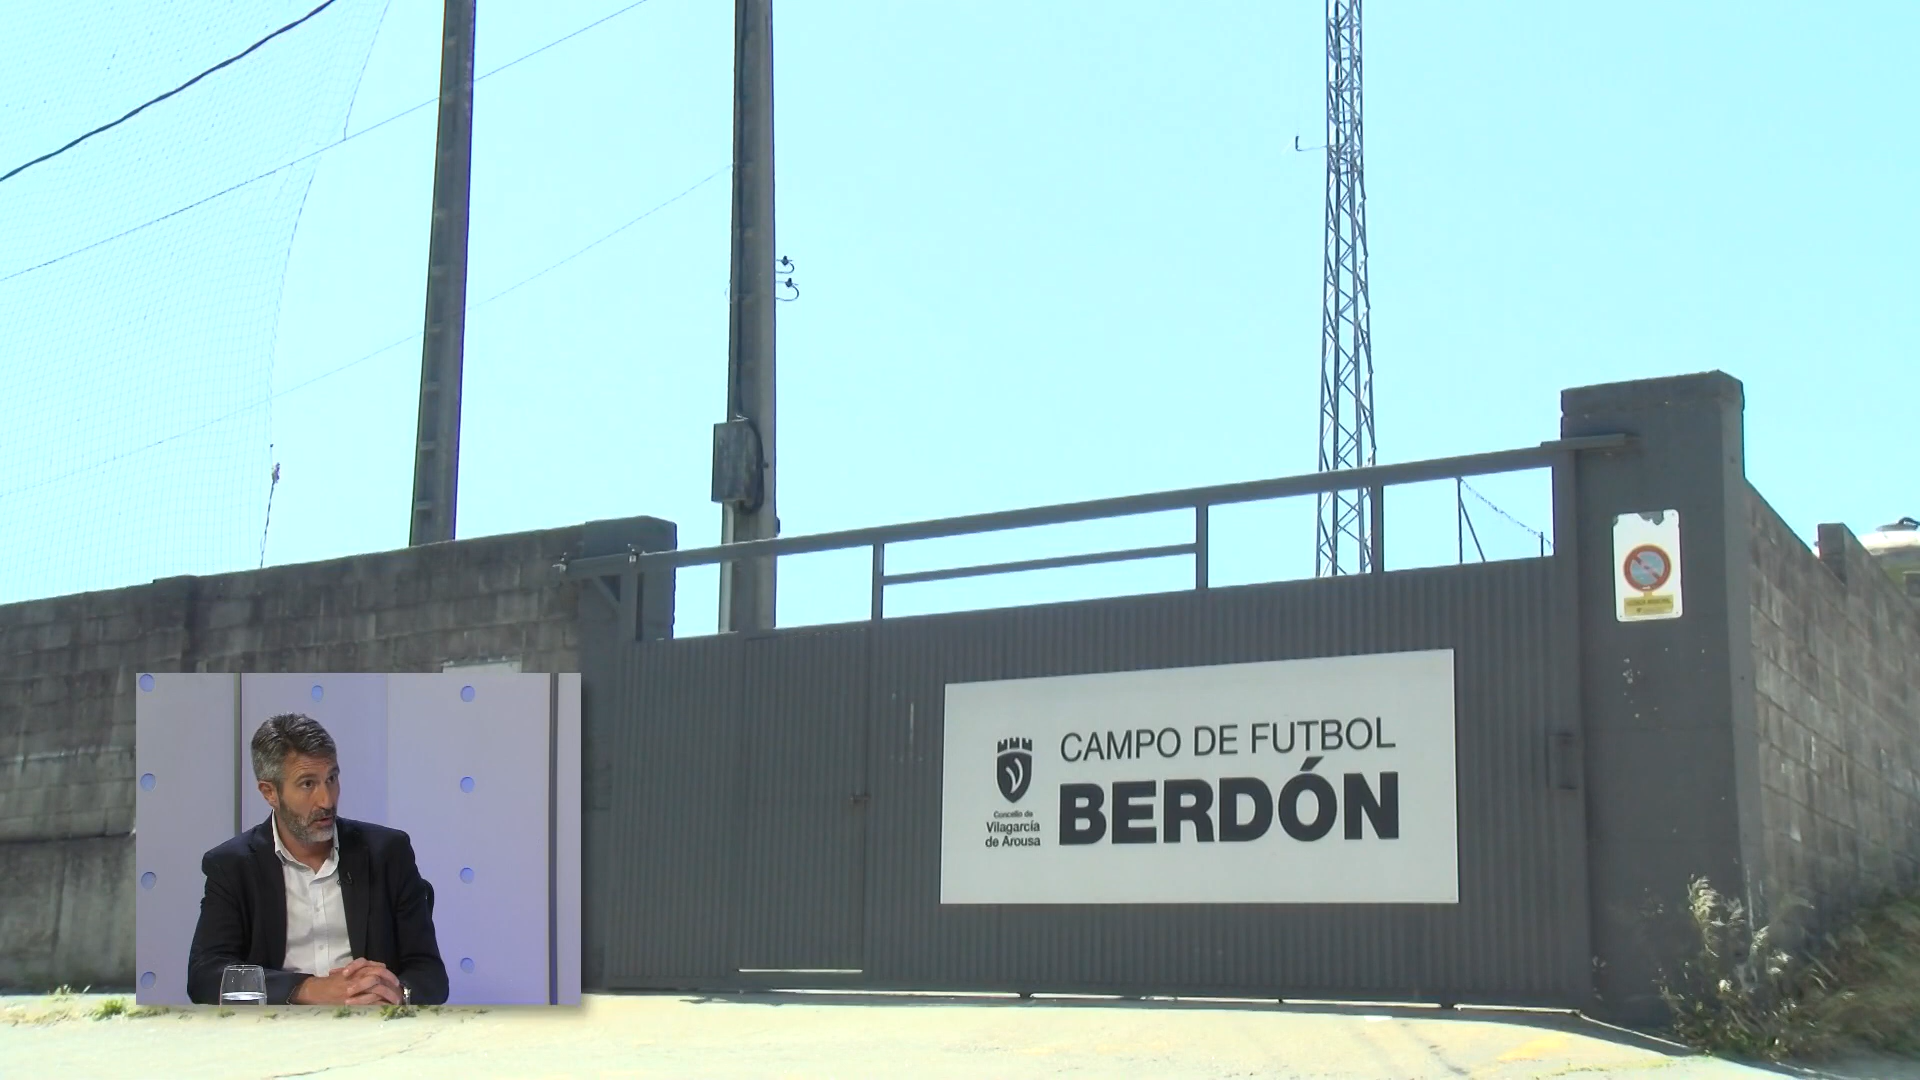 CAMPO DE FUTBOL
BERDÓN
Concello de
Vilagarcía
de Arousa